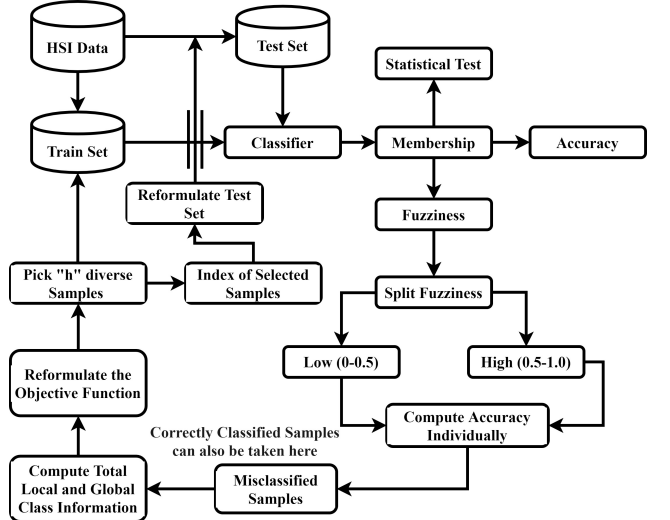 HSI Data
Test Set
Statistical Test
Train Set
Classifier
Membership
Accuracy
Reformulate Test
Set
Fuzziness
Pick "h" diverse
Samples
Index of Selected
Samples
Split Fuzziness
Low (0-0.5)
High (0.5-1.0)
Reformulate the
Objective Function
Compute Accuracy
Individually
Correctly Classified Samples
can also be taken here
Compute Total
Local and Global
Class Information
Misclassified
Samples